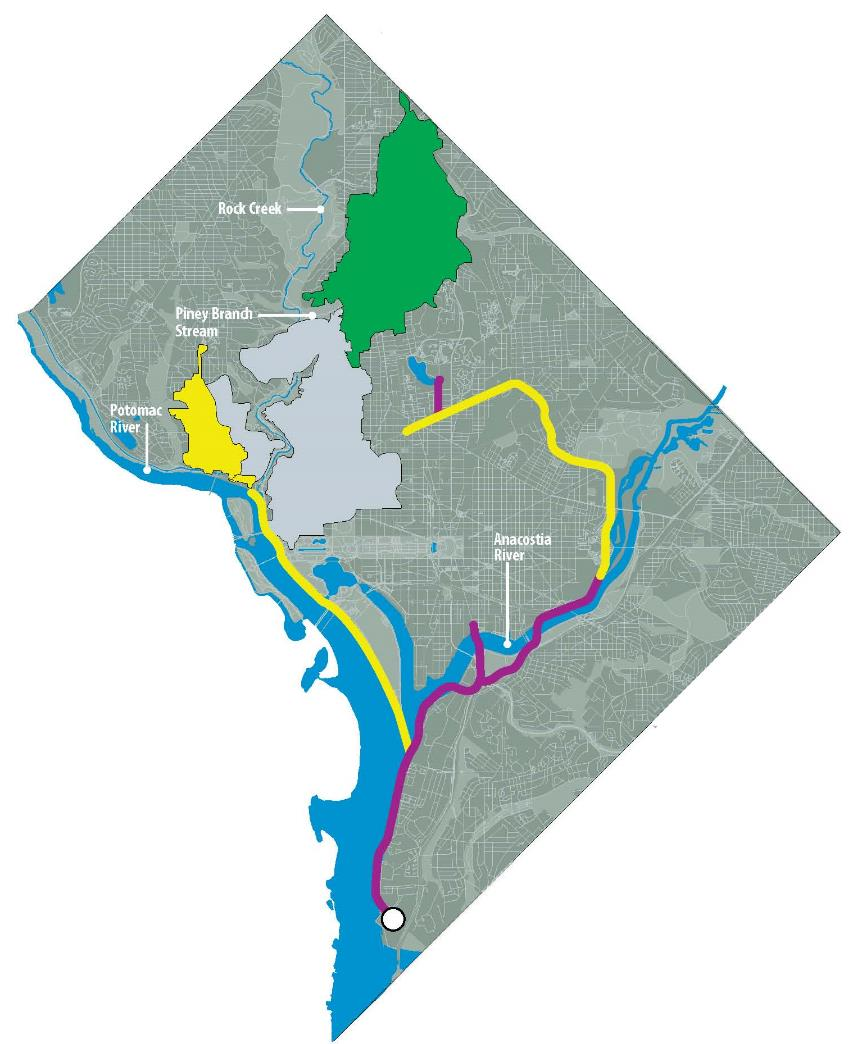 Rock Creek
Piney Branch
Stream
Potomac
River
Anacostia
River